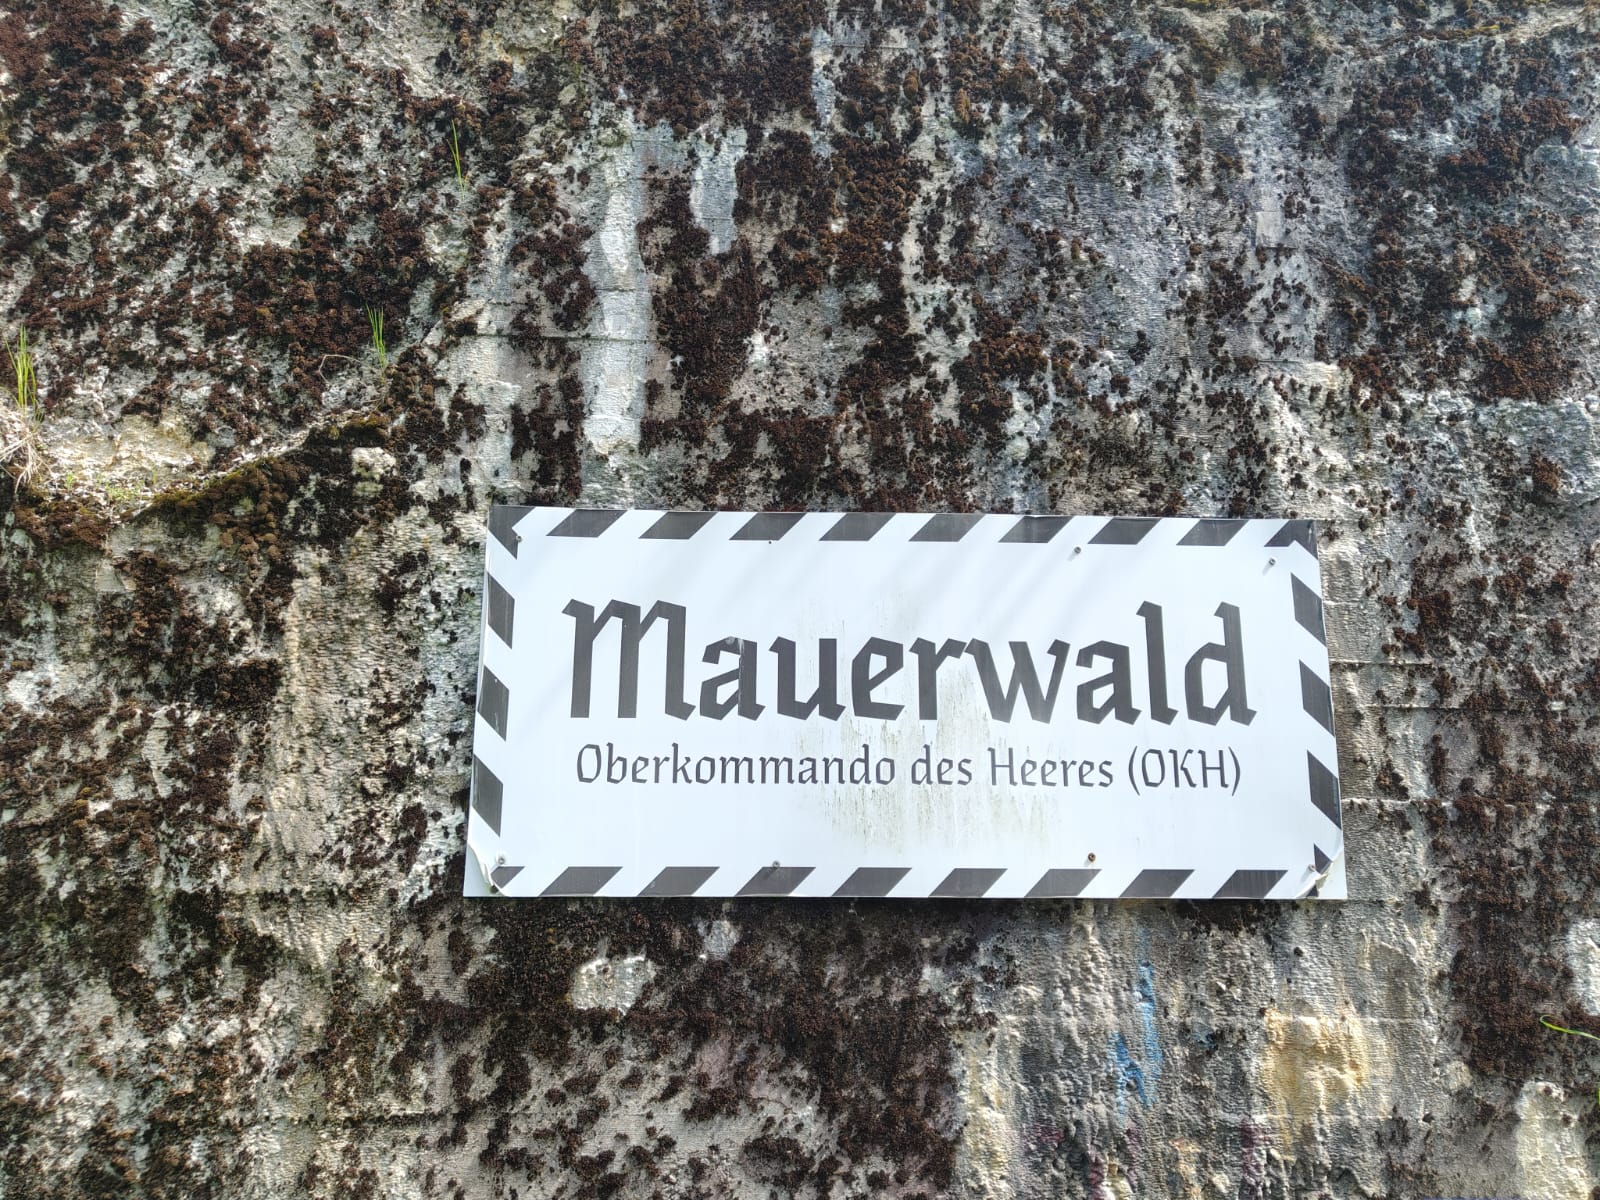 Mauerwald
Oberkommando des Heeres (OKH)